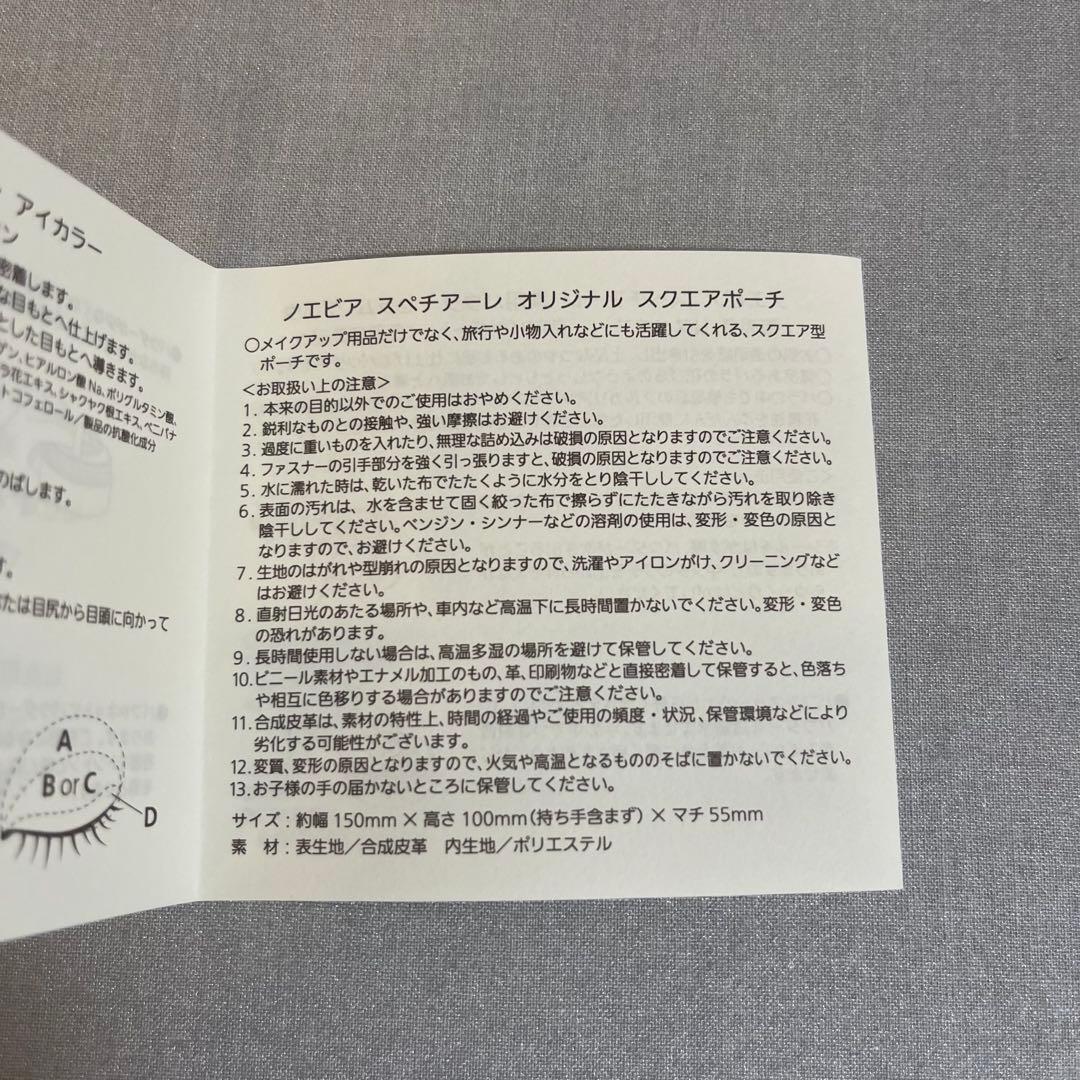 アイカラー
ン
密着します。
な目もとへ仕上げます。
とした目もとへ導きます。
ゲン、ヒアルロン酸 Na、ポリグルタミン酸、
ラ花エキス、シャクヤク根エキス、ベニバナ
トコフェロール／製品の抗酸化成分
のばします。
す。
または目尻から目頭に向かって
A
B or C
D
ノエビア スペチアーレ オリジナル スクエアポーチ
○メイクアップ用品だけでなく、旅行や小物入れなどにも活躍してくれる、スクエア型
ポーチです。
＜お取扱い上の注意＞
1. 本来の目的以外でのご使用はおやめください。
2. 鋭利なものとの接触や、強い摩擦はお避けください。
3. 過度に重いものを入れたり、無理な詰め込みは破損の原因となりますのでご注意ください。
4. ファスナーの引手部分を強く引っ張りますと、破損の原因となりますのでご注意ください。
5. 水に濡れた時は、乾いた布でたたくように水分をとり陰干ししてください。
6. 表面の汚れは、水を含ませて固く絞った布で擦らずにたたきながら汚れを取り除き
陰干ししてください。ベンジン・シンナーなどの溶剤の使用は、変形・変色の原因と
なりますので、お避けください。
7. 生地のはがれや型崩れの原因となりますので、洗濯やアイロンがけ、クリーニングなど
はお避けください。
8. 直射日光のあたる場所や、車内など高温下に長時間置かないでください。変形・変色
の恐れがあります。
9. 長時間使用しない場合は、高温多湿の場所を避けて保管してください。
10. ビニール素材やエナメル加工のもの、革、印刷物などと直接密着して保管すると、色落ち
や相互に色移りする場合がありますのでご注意ください。
11. 合成皮革は、素材の特性上、時間の経過やご使用の頻度・状況、保管環境などにより
劣化する可能性がございます。
12. 変質、変形の原因となりますので、火気や高温となるもののそばに置かないでください。
13. お子様の手の届かないところに保管してください。
サイズ：約幅 150mm × 高さ 100mm（持ち手含まず）× マチ 55mm
素　材：表生地／合成皮革　内生地／ポリエステル